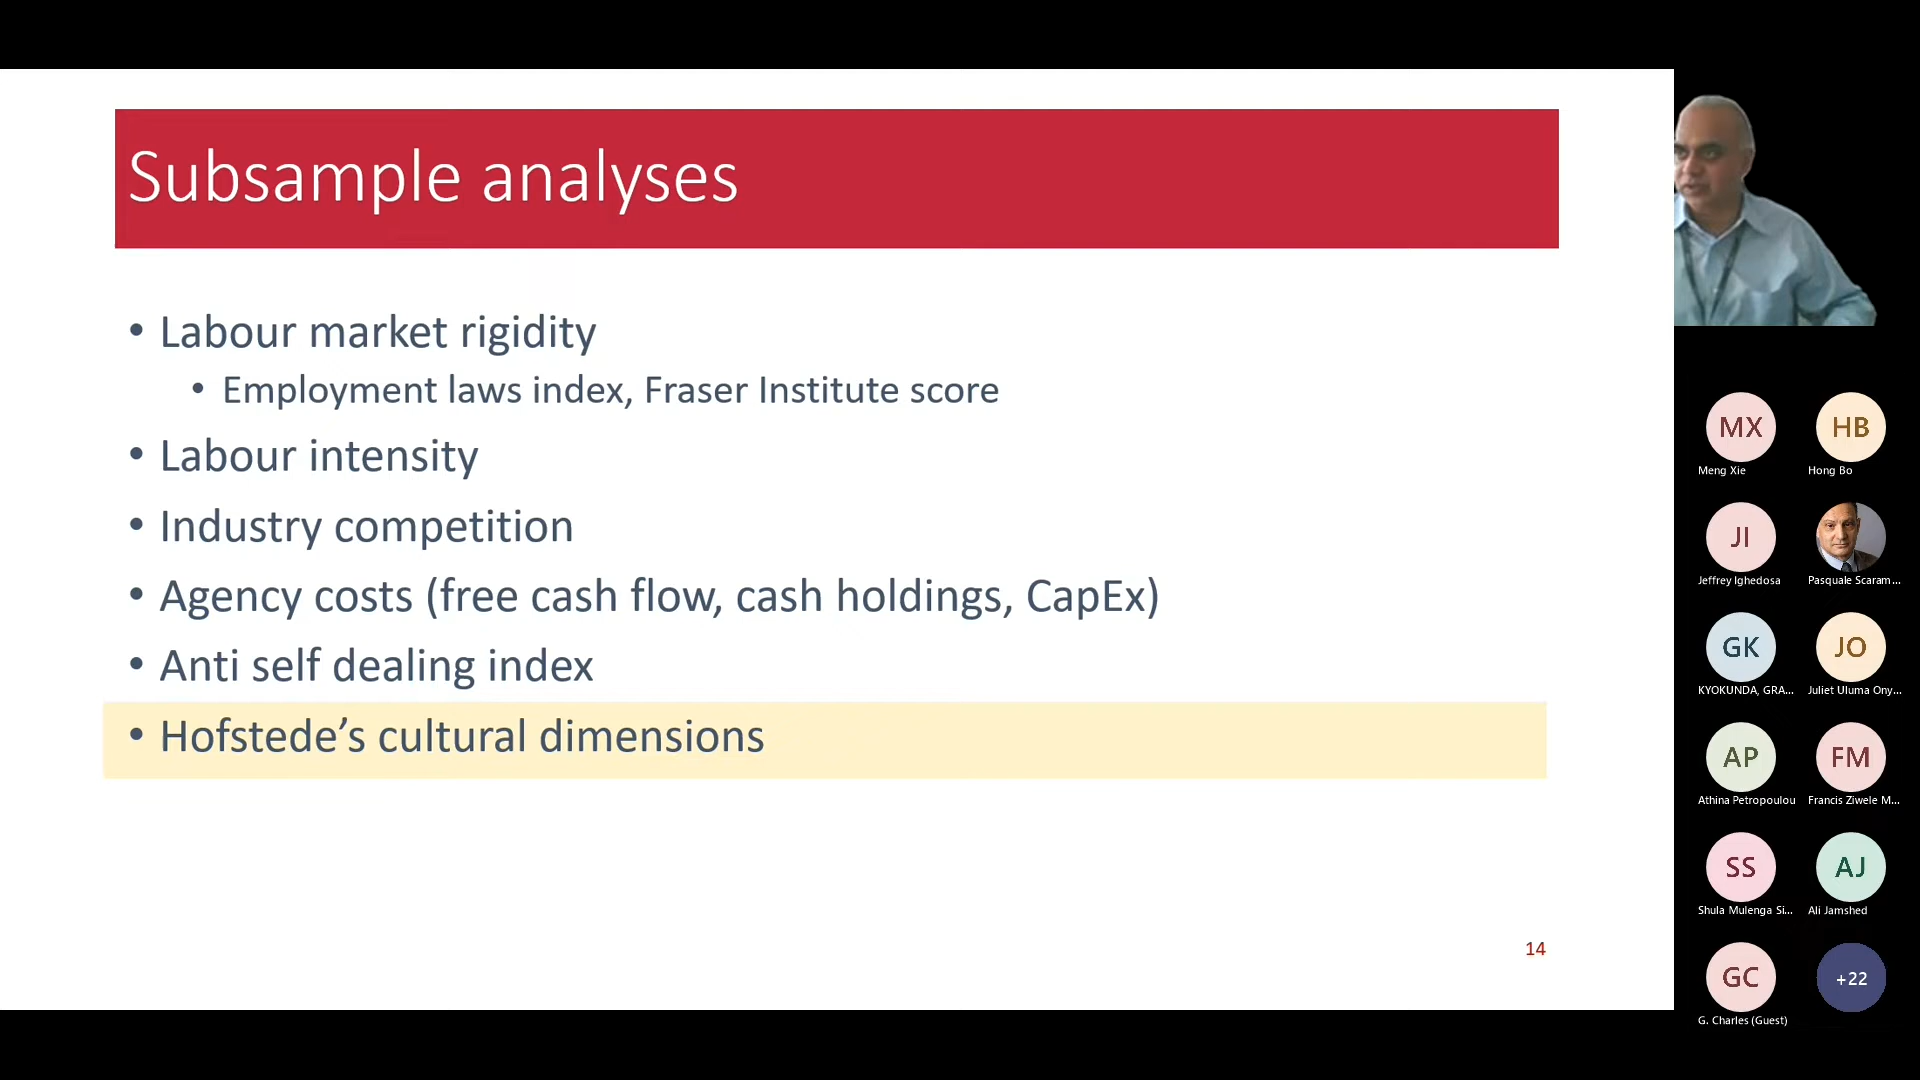 Subsample analyses
• Labour market rigidity
• Employment laws index, Fraser Institute score
• Labour intensity
• Industry competition
• Agency costs (free cash flow, cash holdings, CapEx)
• Anti self dealing index
• Hofstede’s cultural dimensions
14
MX
Meng Xie
HB
Hong Bo
JI
Jeffrey Ighedosa
Pasquale Scaram...
GK
KYOKUNDA, GRA...
JO
Juliet Uluma Ony...
AP
Athina Petropoulou
FM
Francis Ziwele M...
SS
Shula Mulenga Si...
AJ
Ali Jamshed
GC
G. Charles (Guest)
+22